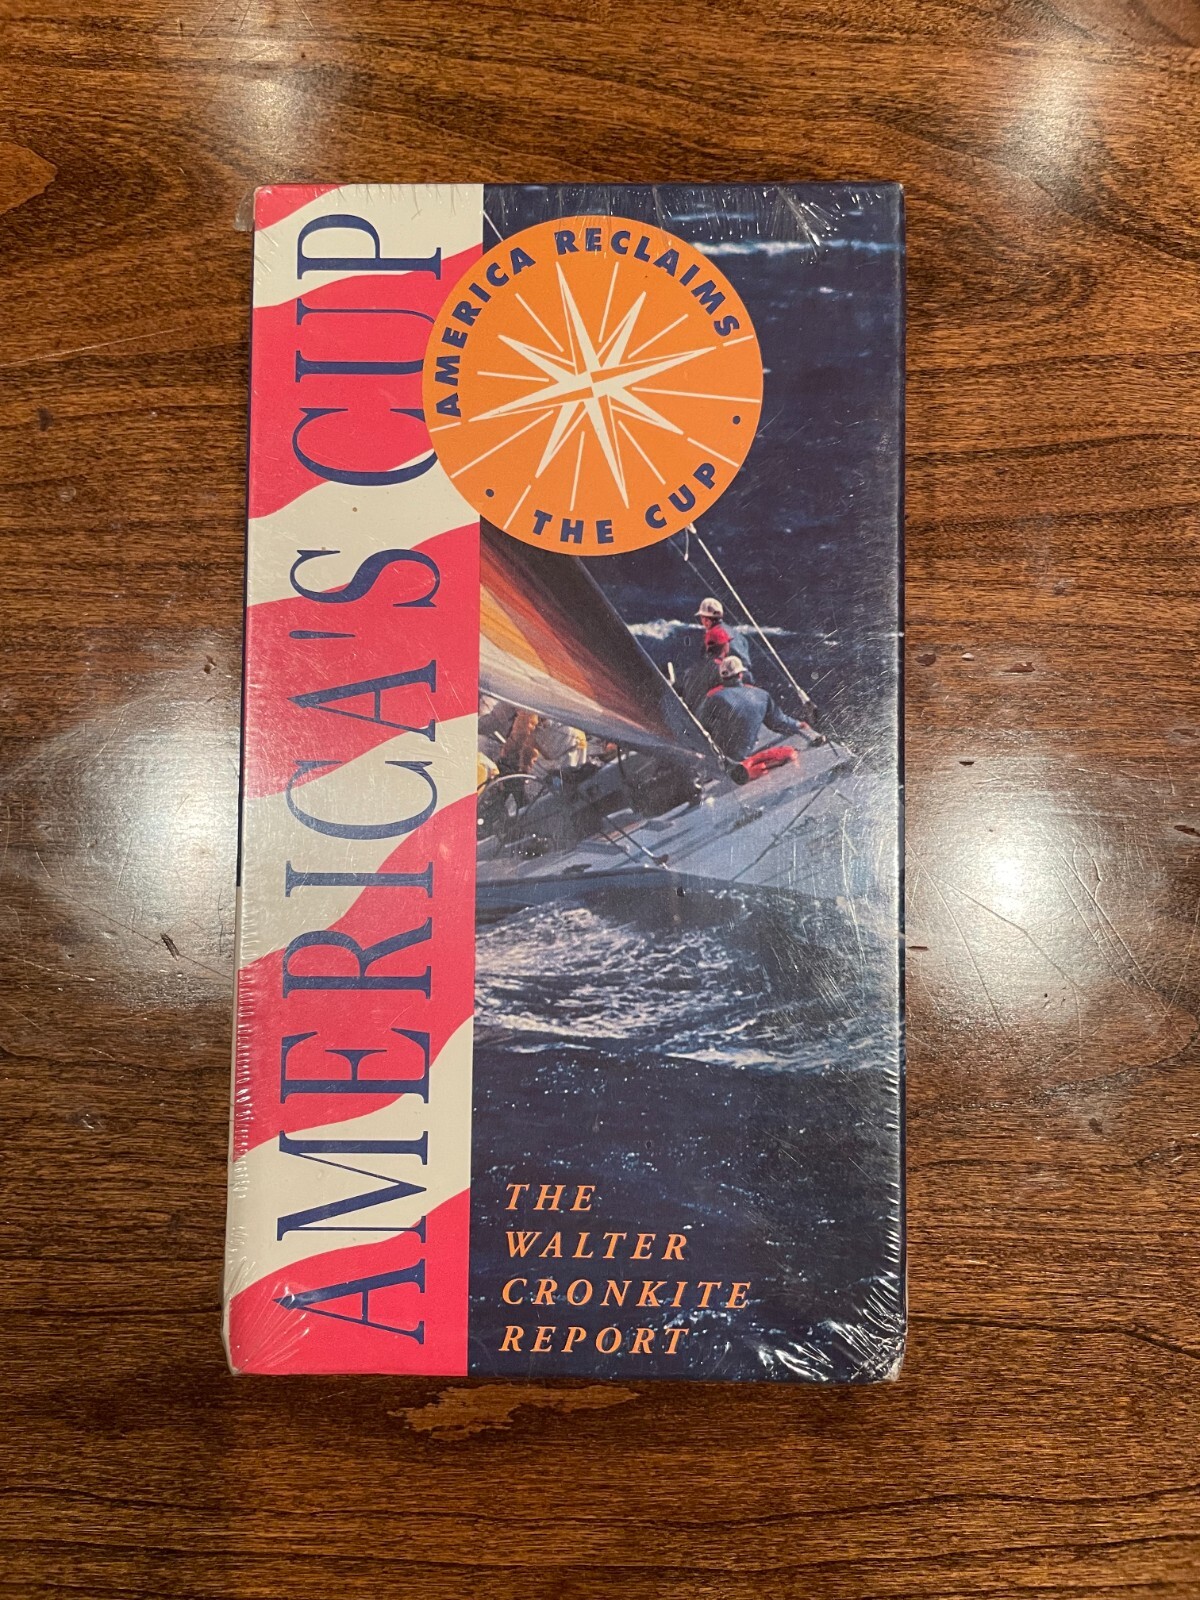 AMERICA'S CUP
AMERICA RECLAIMS
• THE CUP •
THE
WALTER
CRONKITE
REPORT